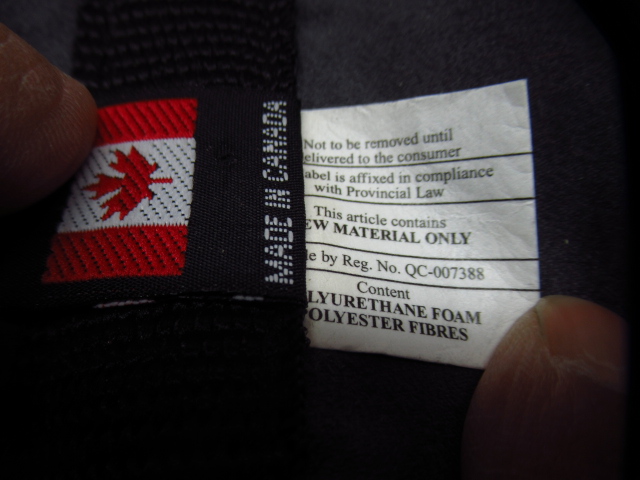 MADE IN CANADA
Not to be removed until
elivered to the consumer
abel is affixed in compliance
with Provincial Law
This article contains
EW MATERIAL ONLY
e by Reg. No. QC-007388
Content
LYURETHANE FOAM
OLYESTER FIBRES